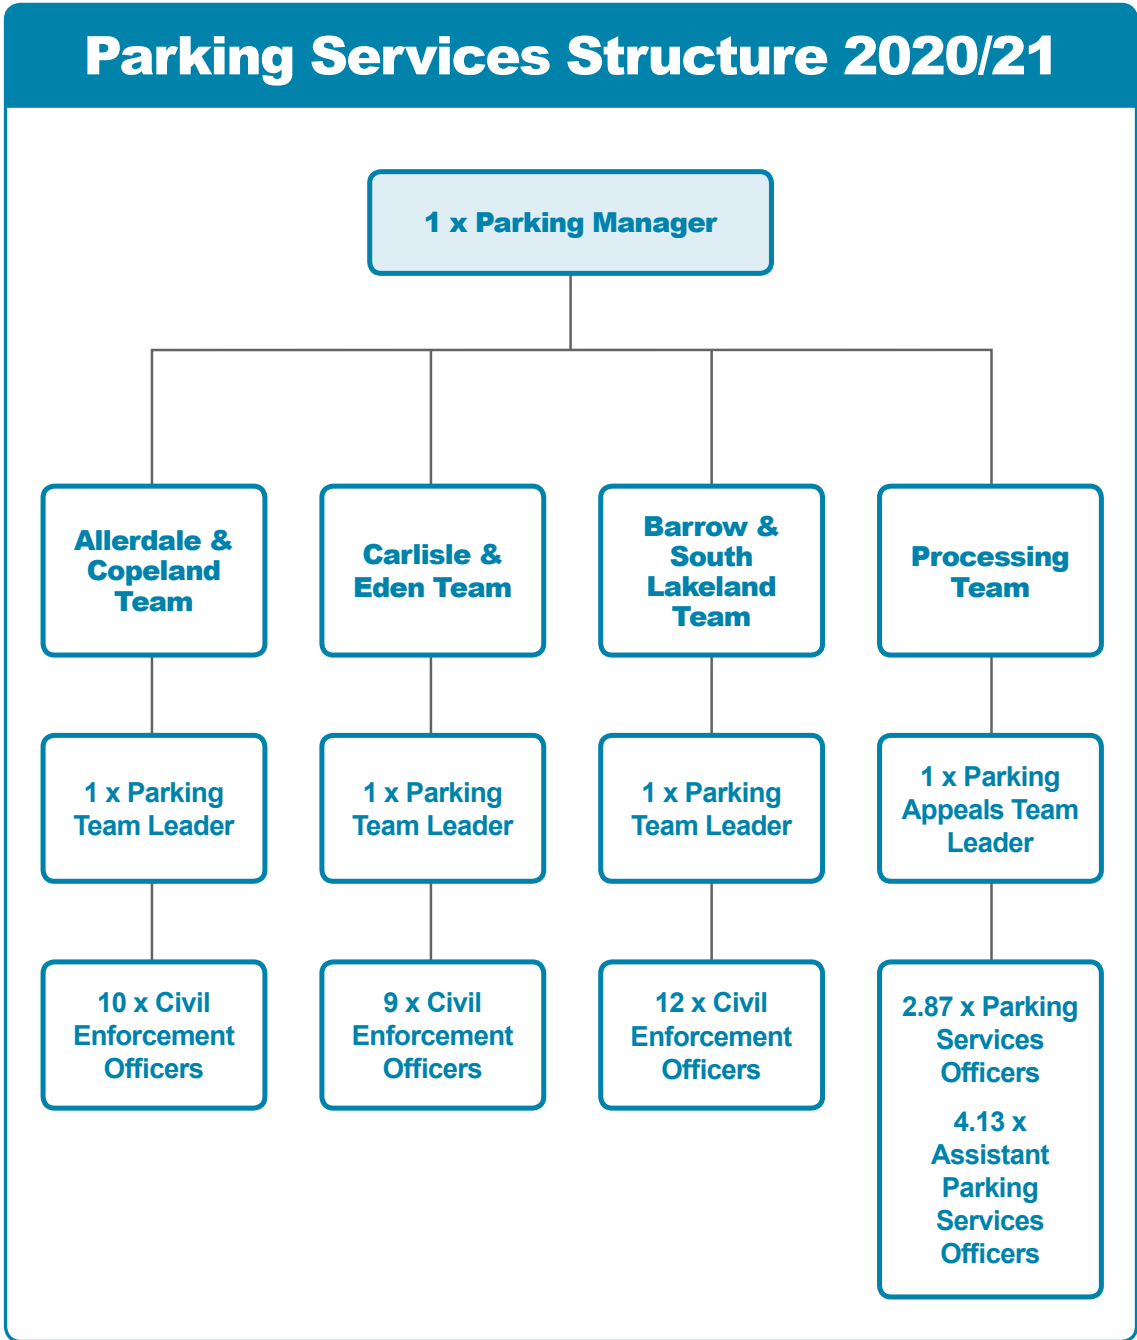 Parking Services Structure 2020/21
1 x Parking Manager
Allerdale &
Copeland
Team
Carlisle &
Eden Team
Barrow &
South
Lakeland
Team
Processing
Team
1 x Parking
Team Leader
1 x Parking
Team Leader
1 x Parking
Team Leader
1 x Parking
Appeals Team
Leader
10 x Civil
Enforcement
Officers
9 x Civil
Enforcement
Officers
12 x Civil
Enforcement
Officers
2.87 x Parking
Services
Officers
4.13 x
Assistant
Parking
Services
Officers